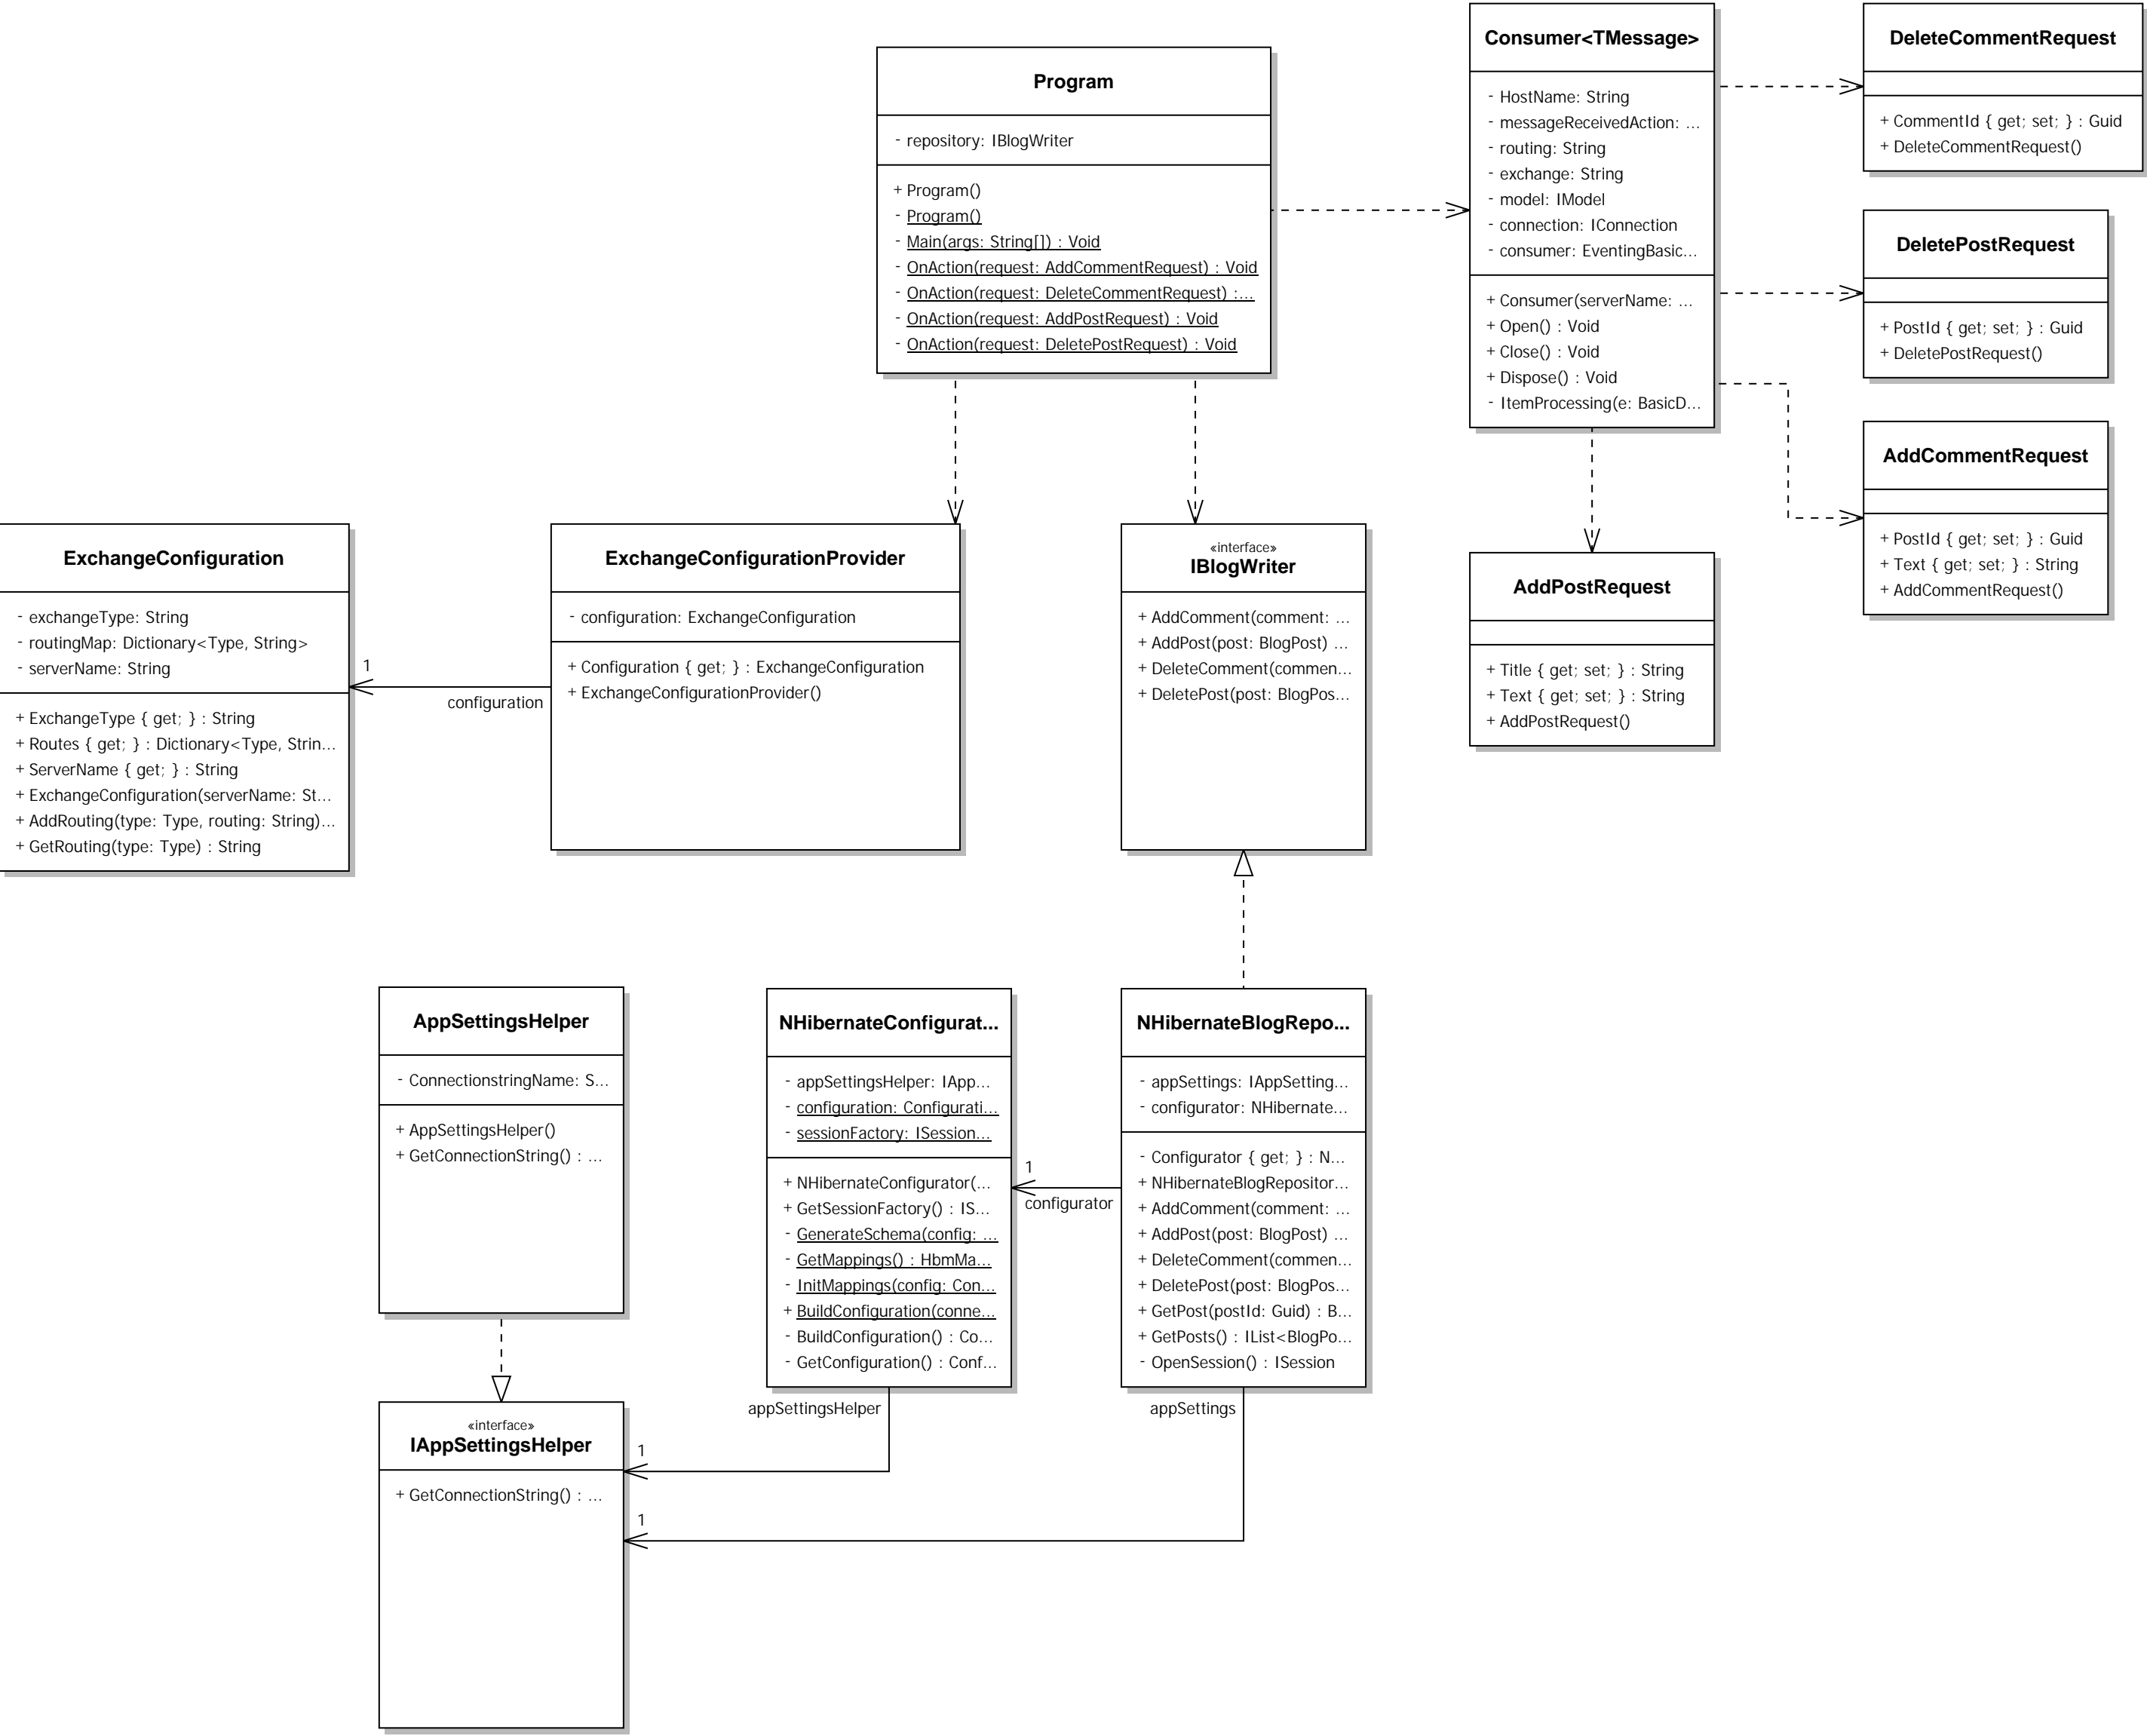 Program
- repository: IBlogWriter
+ Program()
- Program()
- Main(args: String[]) : Void
- OnAction(request: AddCommentRequest) : Void
- OnAction(request: DeleteCommentRequest) :...
- OnAction(request: AddPostRequest) : Void
- OnAction(request: DeletePostRequest) : Void
Consumer<TMessage>
- HostName: String
- messageReceivedAction: ...
- routing: String
- exchange: String
- model: IModel
- connection: IConnection
- consumer: EventingBasic...
+ Consumer(serverName: ...
+ Open() : Void
+ Close() : Void
+ Dispose() : Void
- ItemProcessing(e: BasicD...
DeleteCommentRequest
+ CommentId { get; set; } : Guid
+ DeleteCommentRequest()
DeletePostRequest
+ PostId { get; set; } : Guid
+ DeletePostRequest()
AddCommentRequest
+ PostId { get; set; } : Guid
+ Text { get; set; } : String
+ AddCommentRequest()
AddPostRequest
+ Title { get; set; } : String
+ Text { get; set; } : String
+ AddPostRequest()
ExchangeConfiguration
- exchangeType: String
- routingMap: Dictionary<Type, String>
- serverName: String
+ ExchangeType { get; } : String
+ Routes { get; } : Dictionary<Type, Strin...
+ ServerName { get; } : String
+ ExchangeConfiguration(serverName: St...
+ AddRouting(type: Type, routing: String)...
+ GetRouting(type: Type) : String
1
configuration
ExchangeConfigurationProvider
- configuration: ExchangeConfiguration
+ Configuration { get; } : ExchangeConfiguration
+ ExchangeConfigurationProvider()
«interface»
IBlogWriter
+ AddComment(comment: ...
+ AddPost(post: BlogPost) ...
+ DeleteComment(commen...
+ DeletePost(post: BlogPos...
AppSettingsHelper
- ConnectionstringName: S...
+ AppSettingsHelper()
+ GetConnectionString() : ...
NHibernateConfigurat...
- appSettingsHelper: IApp...
- configuration: Configurati...
- sessionFactory: ISession...
+ NHibernateConfigurator(...
+ GetSessionFactory() : IS...
- GenerateSchema(config: ...
- GetMappings() : HbmMa...
- InitMappings(config: Con...
+ BuildConfiguration(conne...
- BuildConfiguration() : Co...
- GetConfiguration() : Conf...
1
configurator
NHibernateBlogRepo...
- appSettings: IAppSetting...
- configurator: NHibernate...
- Configurator { get; } : N...
+ NHibernateBlogRepositor...
+ AddComment(comment: ...
+ AddPost(post: BlogPost) ...
+ DeleteComment(commen...
+ DeletePost(post: BlogPos...
+ GetPost(postId: Guid) : B...
+ GetPosts() : IList<BlogPo...
- OpenSession() : ISession
appSettingsHelper
appSettings
1
1
«interface»
IAppSettingsHelper
+ GetConnectionString() : ...